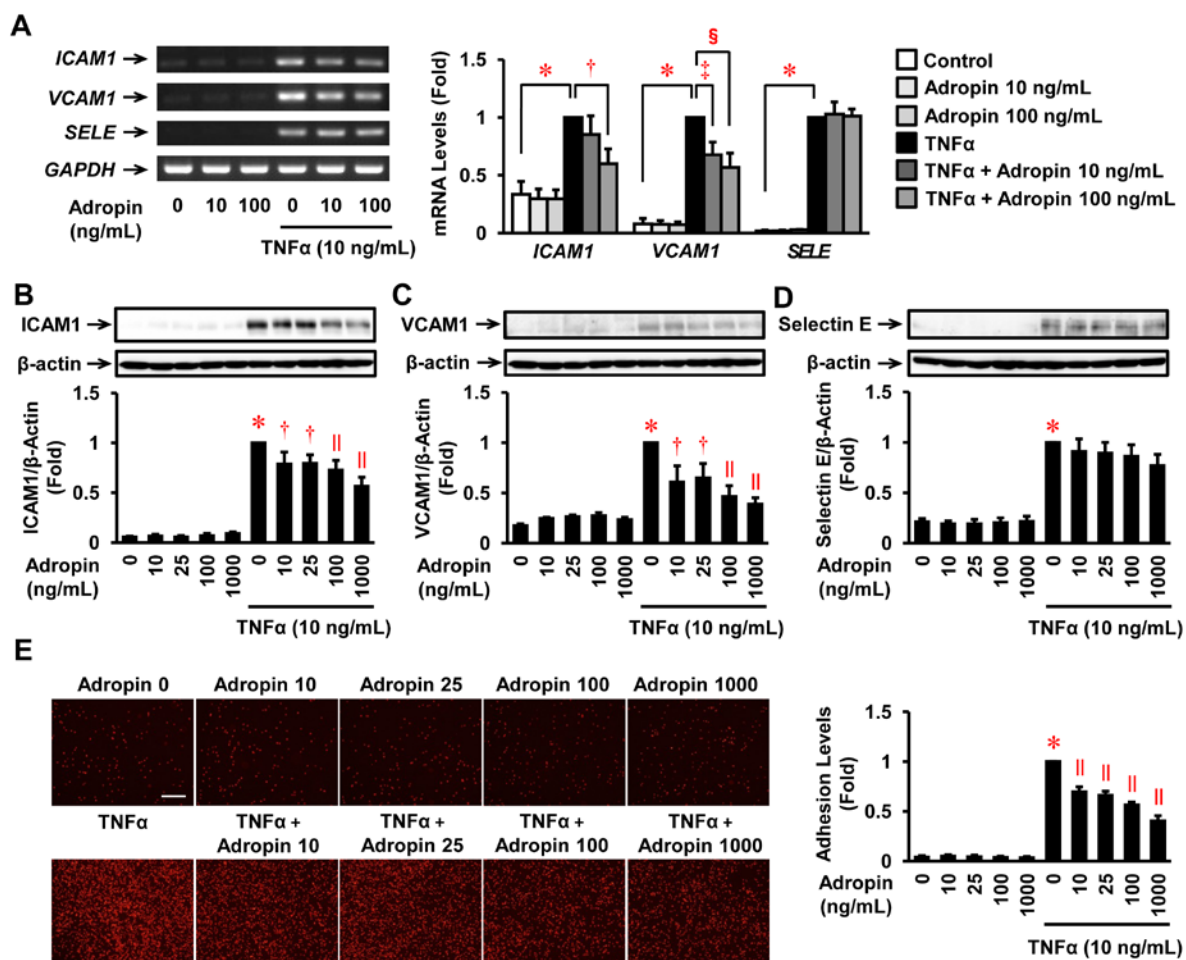 A
ICAM1
VCAM1
SELE
GAPDH
Adropin
(ng/mL)
0 10 100 0 10 100
TNFα (10 ng/mL)
mRNA Levels (Fold)
1.5
1
0.5
0
* † * ‡ § *
ICAM1 VCAM1 SELE
Control
Adropin 10 ng/mL
Adropin 100 ng/mL
TNFα
TNFα + Adropin 10 ng/mL
TNFα + Adropin 100 ng/mL
B
ICAM1
β-actin
ICAM1/β-Actin
(Fold)
1.5
1
0.5
0
* † † || ||
Adropin
(ng/mL)
0 10 25 100 1000 0 10 25 100 1000
TNFα (10 ng/mL)
C
VCAM1
β-actin
VCAM1/β-Actin
(Fold)
1.5
1
0.5
0
* † † || ||
Adropin
(ng/mL)
0 10 25 100 1000 0 10 25 100 1000
TNFα (10 ng/mL)
D
Selectin E
β-actin
Selectin E/β-Actin
(Fold)
1.5
1
0.5
0
*
Adropin
(ng/mL)
0 10 25 100 1000 0 10 25 100 1000
TNFα (10 ng/mL)
E
Adropin 0 Adropin 10 Adropin 25 Adropin 100 Adropin 1000
TNFα TNFα + TNFα + TNFα + TNFα +
Adropin 10 Adropin 25 Adropin 100 Adropin 1000
Adhesion Levels
(Fold)
1.5
1
0.5
0
* || || || ||
Adropin
(ng/mL)
0 10 25 100 1000 0 10 25 100 1000
TNFα (10 ng/mL)